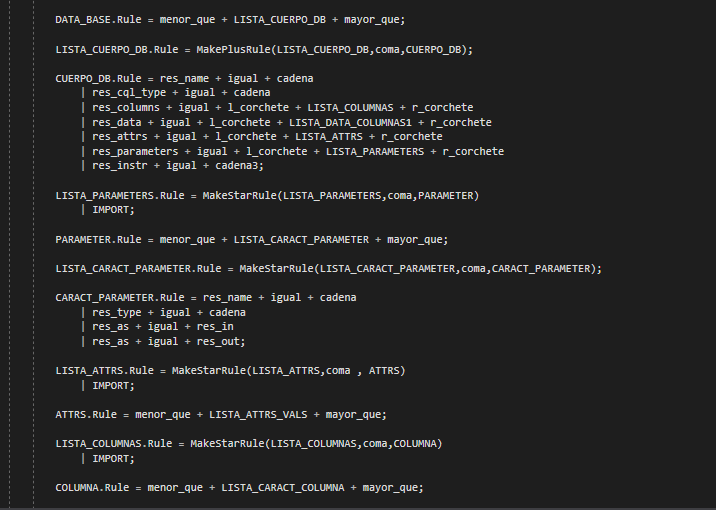 DATA_BASE.Rule = menor_que + LISTA_CUERPO_DB + mayor_que;
LISTA_CUERPO_DB.Rule = MakePlusRule(LISTA_CUERPO_DB,coma,CUERPO_DB);
CUERPO_DB.Rule = res_name + igual + cadena
| res_cql_type + igual + cadena
| res_columns + igual + l_corchete + LISTA_COLUMNAS + r_corchete
| res_data + igual + l_corchete + LISTA_DATA_COLUMNAS1 + r_corchete
| res_attrs + igual + l_corchete + LISTA_ATTRS + r_corchete
| res_parameters + igual + l_corchete + LISTA_PARAMETERS + r_corchete
| res_instr + igual + cadena3;
LISTA_PARAMETERS.Rule = MakeStarRule(LISTA_PARAMETERS,coma,PARAMETER)
| IMPORT;
PARAMETER.Rule = menor_que + LISTA_CARACT_PARAMETER + mayor_que;
LISTA_CARACT_PARAMETER.Rule = MakeStarRule(LISTA_CARACT_PARAMETER,coma,CARACT_PARAMETER);
CARACT_PARAMETER.Rule = res_name + igual + cadena
| res_type + igual + cadena
| res_as + igual + res_in
| res_as + igual + res_out;
LISTA_ATTRS.Rule = MakeStarRule(LISTA_ATTRS,coma , ATTRS)
| IMPORT;
ATTRS.Rule = menor_que + LISTA_ATTRS_VALS + mayor_que;
LISTA_COLUMNAS.Rule = MakeStarRule(LISTA_COLUMNAS,coma,COLUMNA)
| IMPORT;
COLUMNA.Rule = menor_que + LISTA_CARACT_COLUMNA + mayor_que;